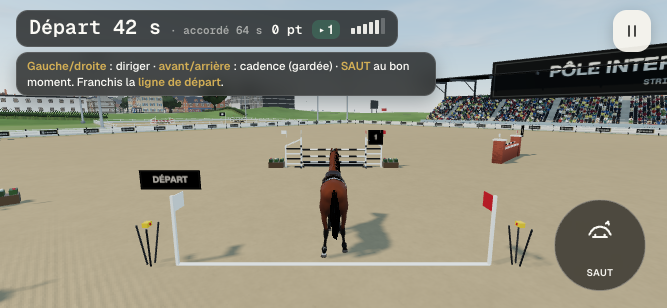 Départ 42 s · accordé 64 s 0 pt ▸1
Gauche/droite : diriger · avant/arrière : cadence (gardée) · SAUT au bon
moment. Franchis la ligne de départ.
PÔLE INTER
STRI
1
DÉPART
SAUT